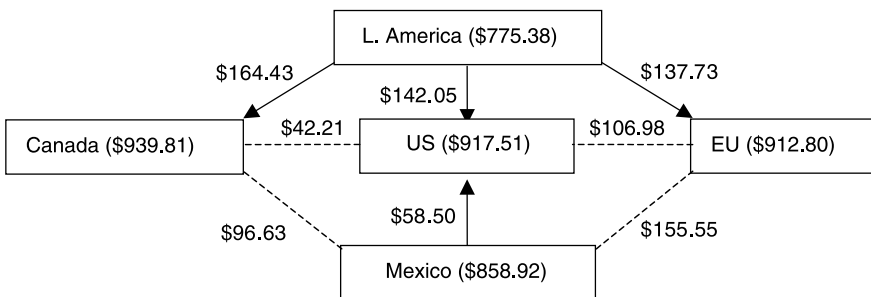 L. America ($775.38)
$164.43
$137.73
$142.05
Canada ($939.81)
$42.21
US ($917.51)
$106.98
EU ($912.80)
$96.63
$58.50
$155.55
Mexico ($858.92)